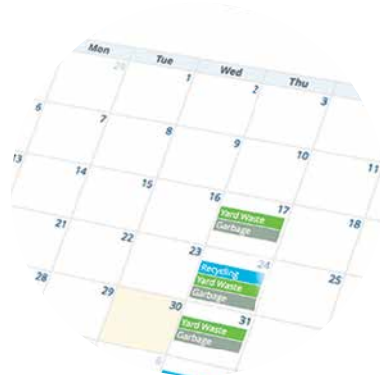 Mon Tue Wed Thu
1 2 3
6 7 8 9 10 11
13 14 15 16 17 18
Yard Waste
Garbage
21 22 23 24 25
Recycling
Yard Waste
Garbage
28 29 30 31
Yard Waste
Garbage